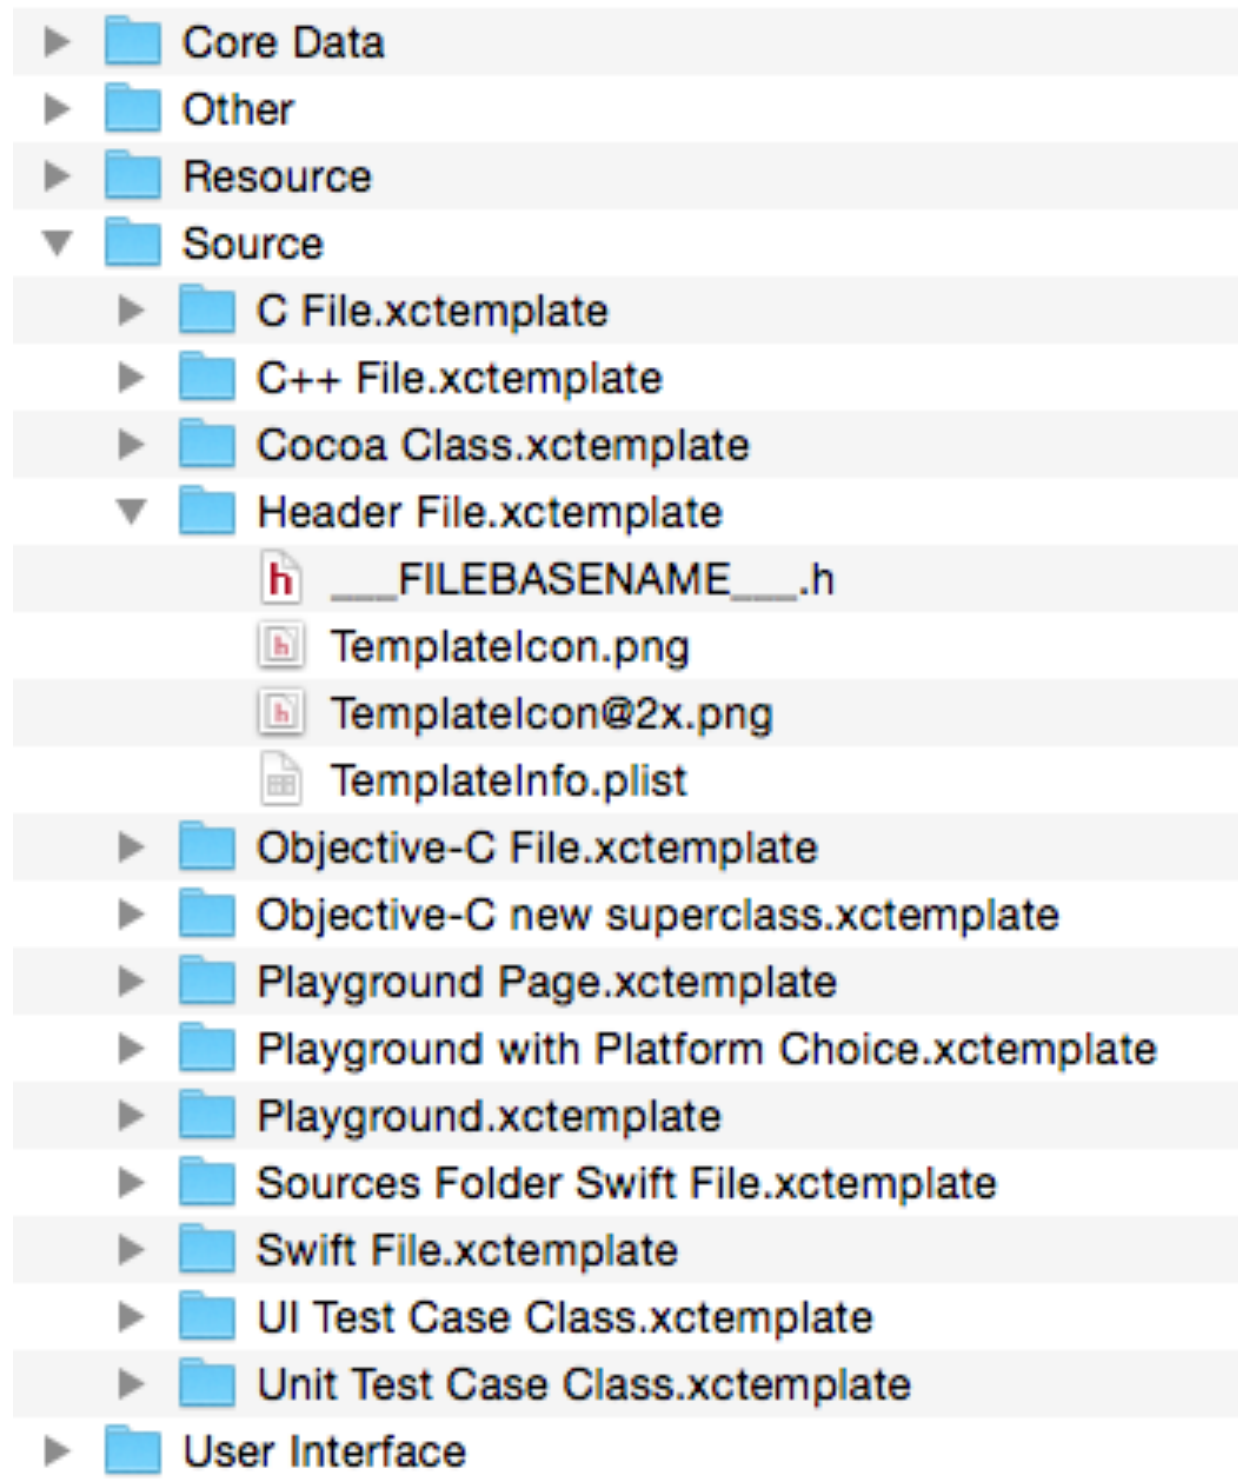 Core Data
Other
Resource
Source
C File.xctemplate
C++ File.xctemplate
Cocoa Class.xctemplate
Header File.xctemplate
h ___FILEBASENAME___.h
h TemplateIcon.png
h TemplateIcon@2x.png
TemplateInfo.plist
Objective-C File.xctemplate
Objective-C new superclass.xctemplate
Playground Page.xctemplate
Playground with Platform Choice.xctemplate
Playground.xctemplate
Sources Folder Swift File.xctemplate
Swift File.xctemplate
UI Test Case Class.xctemplate
Unit Test Case Class.xctemplate
User Interface